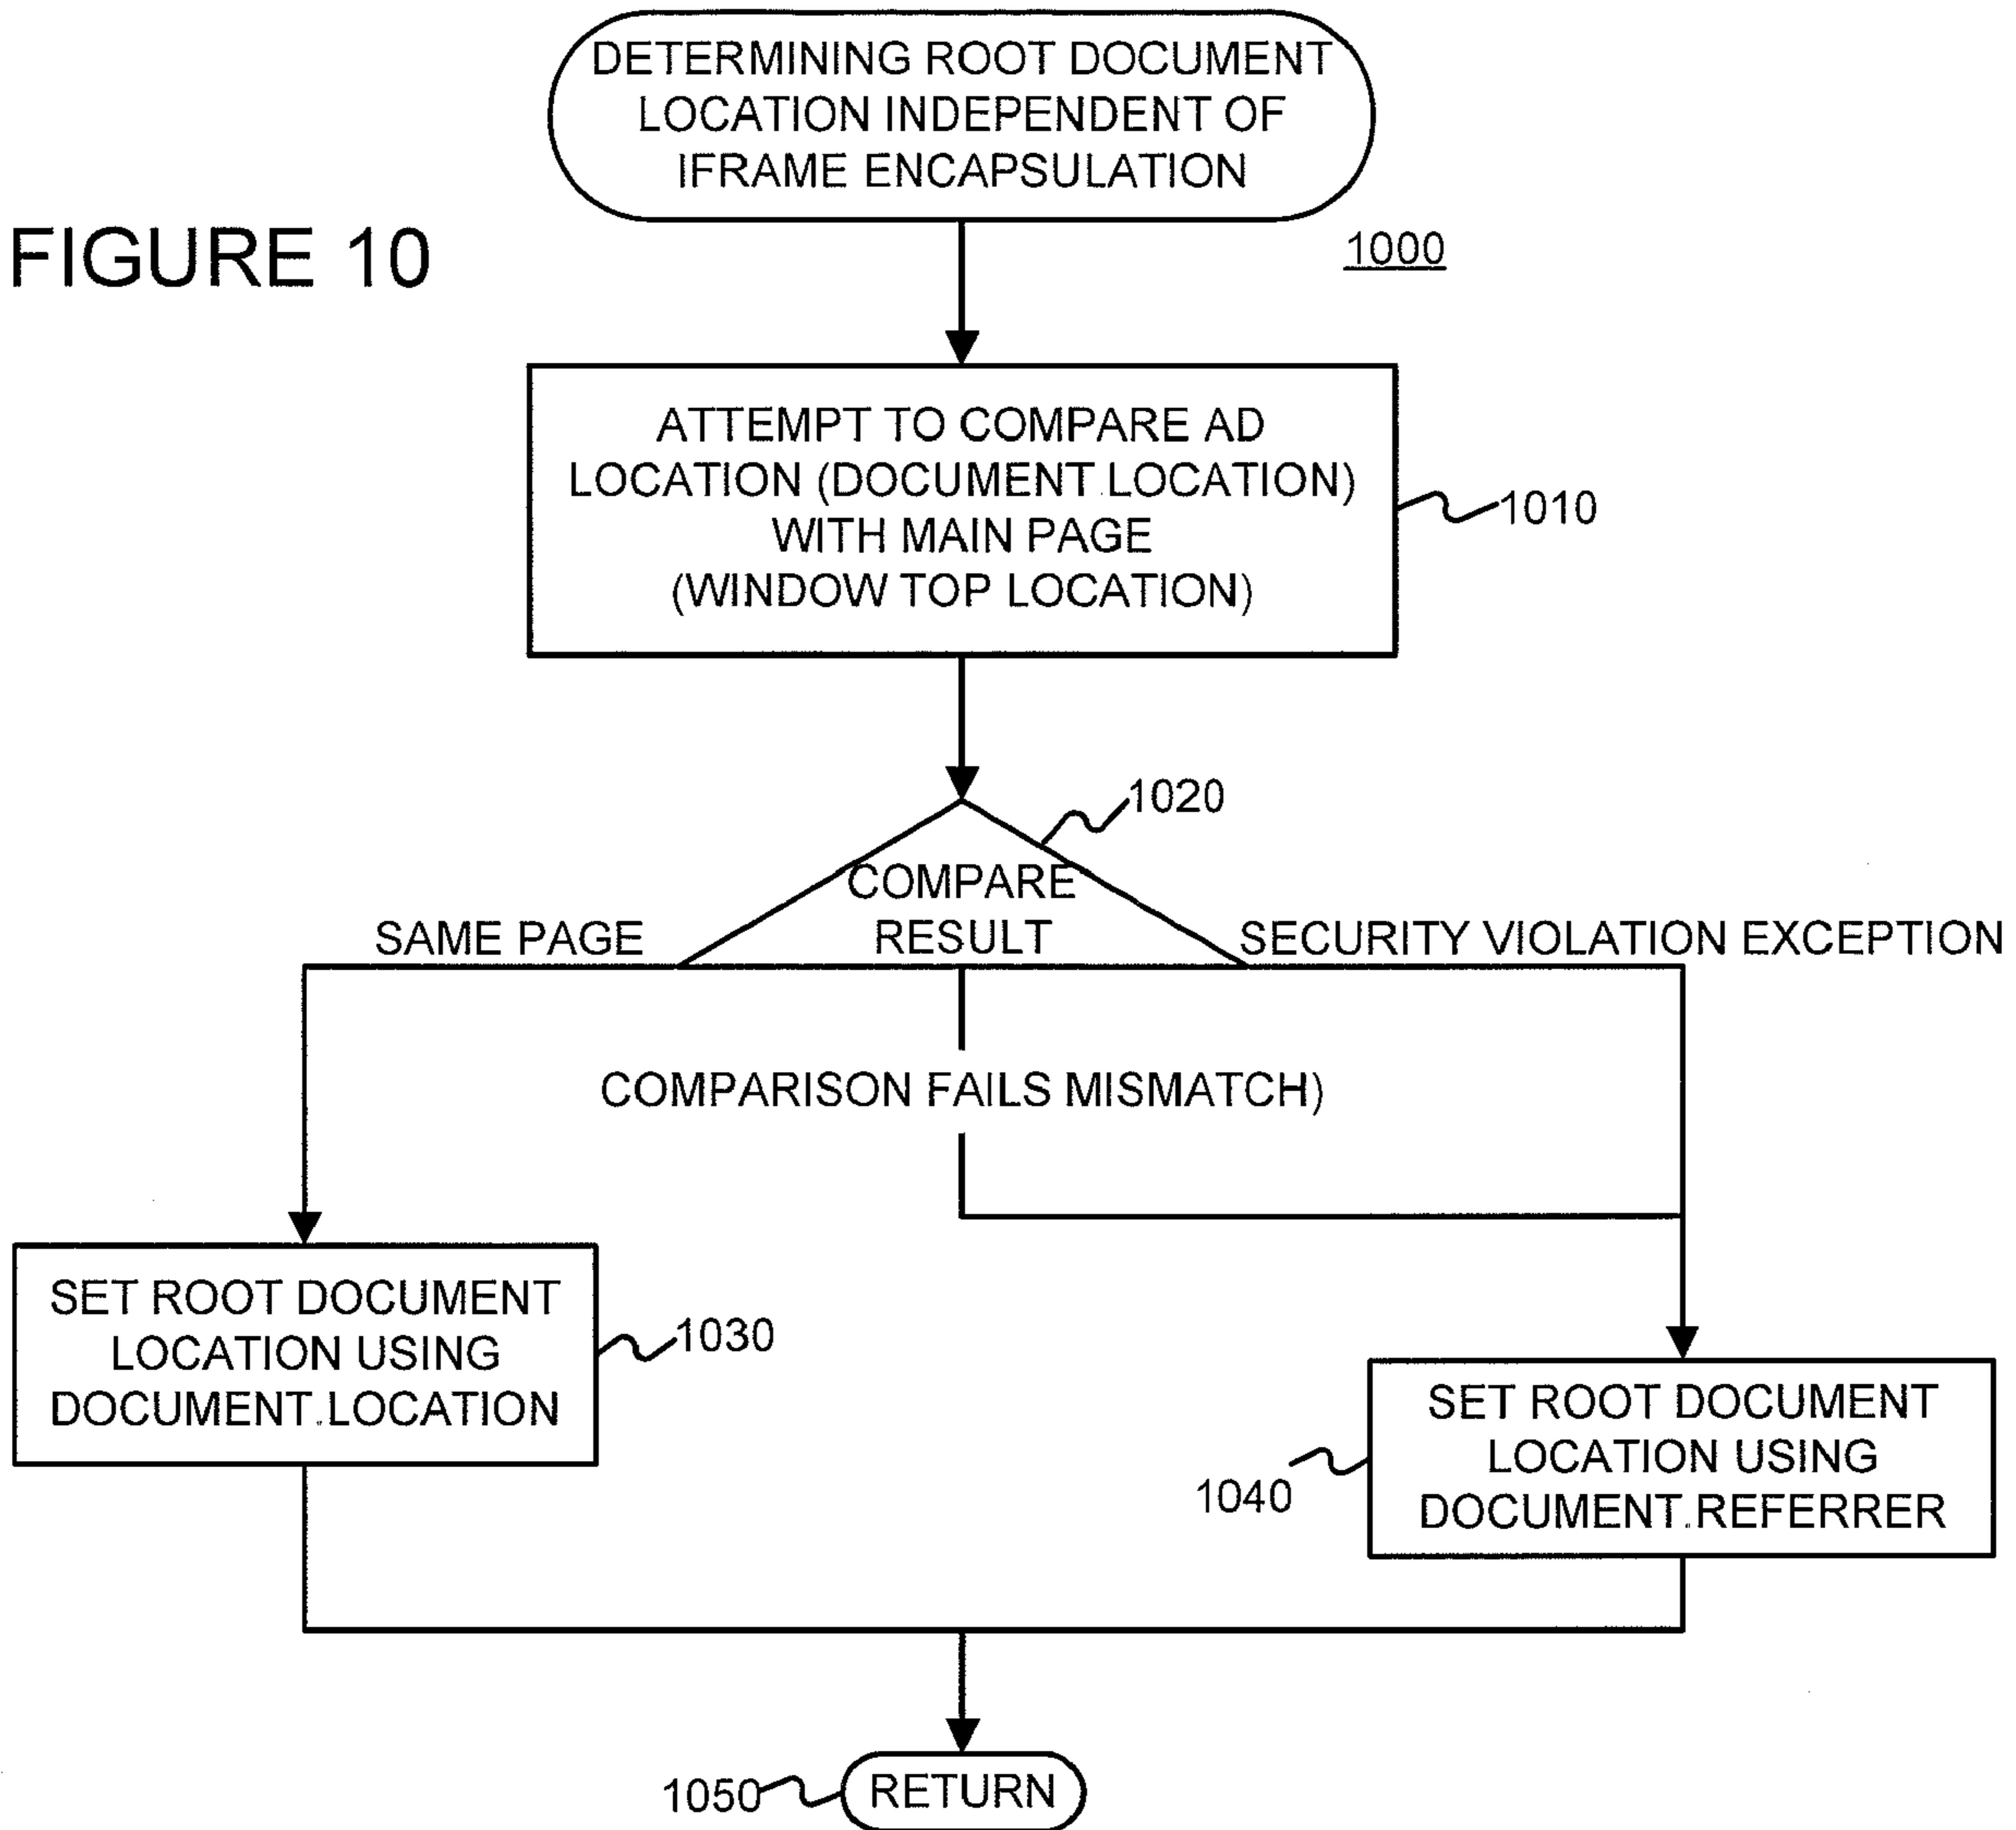 DETERMINING ROOT DOCUMENT
LOCATION INDEPENDENT OF
IFRAME ENCAPSULATION
FIGURE 10
1000
ATTEMPT TO COMPARE AD
LOCATION (DOCUMENT.LOCATION)
WITH MAIN PAGE
(WINDOW TOP LOCATION)
1010
1020
COMPARE
RESULT
SAME PAGE
SECURITY VIOLATION EXCEPTION
COMPARISON FAILS MISMATCH)
SET ROOT DOCUMENT
LOCATION USING
DOCUMENT.LOCATION
1030
SET ROOT DOCUMENT
LOCATION USING
DOCUMENT.REFERRER
1040
1050
RETURN